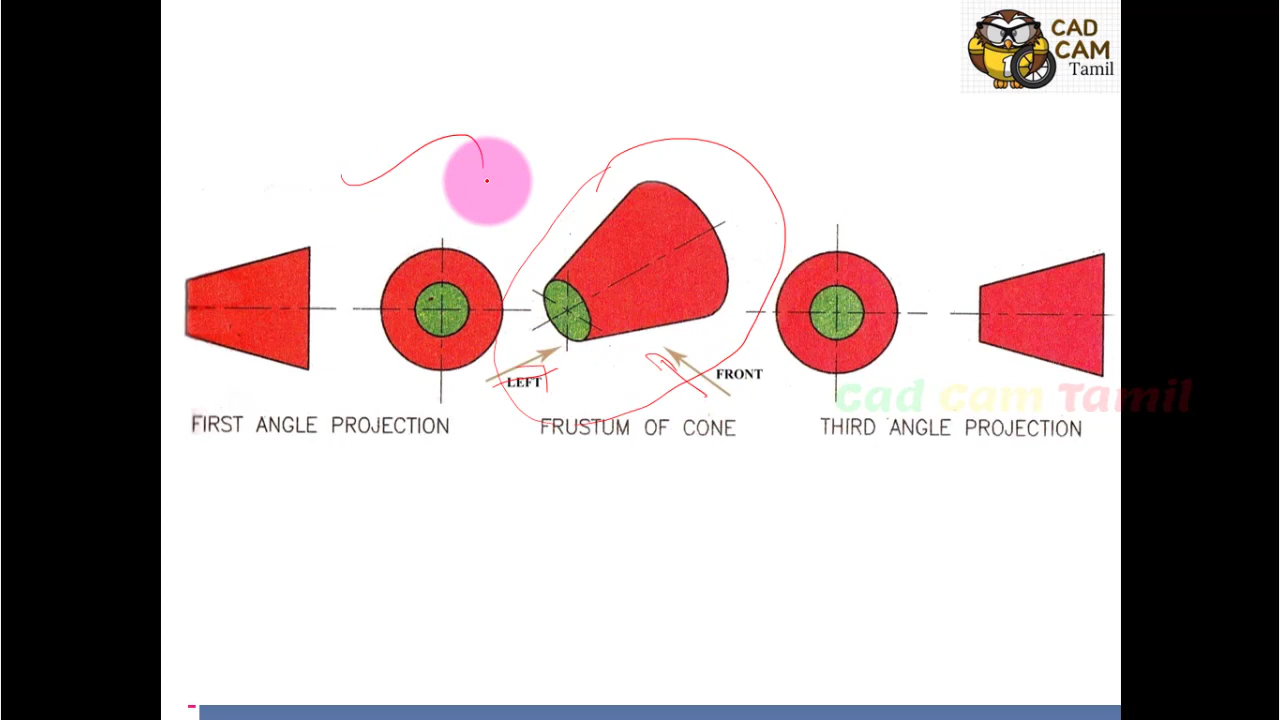 CAD
CAM
Tamil
LEFT
FRONT
Cad Cam Tamil
FIRST ANGLE PROJECTION
FRUSTUM OF CONE
THIRD ANGLE PROJECTION